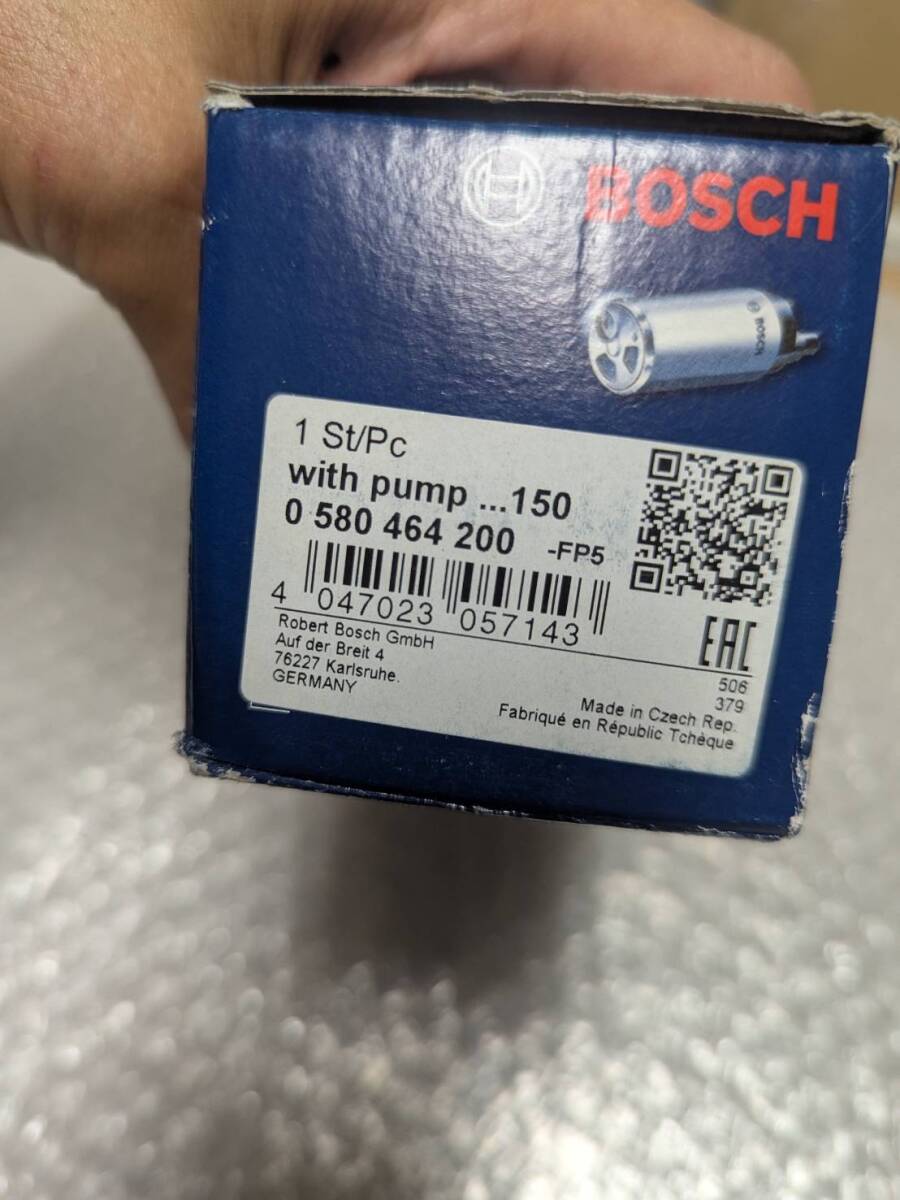 BOSCH
BOSCH
1 St/Pc
with pump ...150
0 580 464 200 -FP5
4 047023 057143
Robert Bosch GmbH
Auf der Breit 4
76227 Karlsruhe.
GERMANY
EAC
506
379
Made in Czech Rep.
Fabriqué en Républic Tchèque